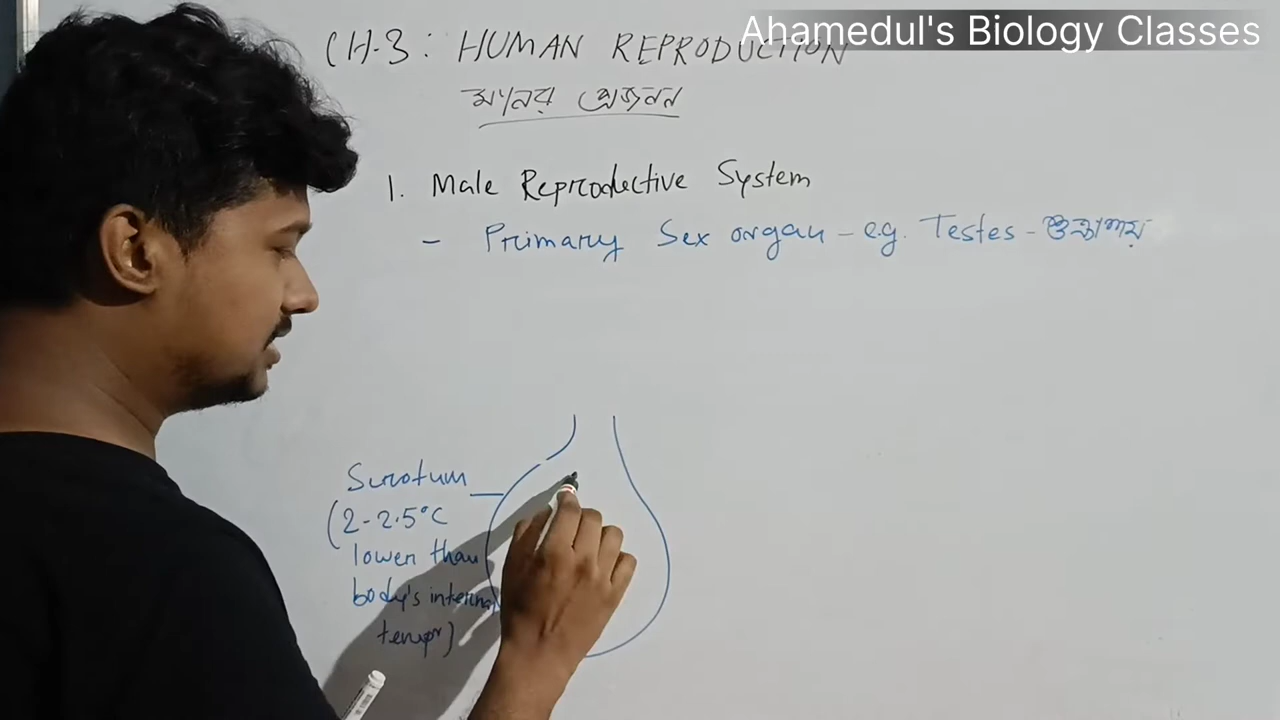 Ahamedul's Biology Classes
CH-3: HUMAN REPRODUCTION
মানব প্রজনন
1. Male Reproductive System
- Primary Sex organ - e.g. Testes - শুক্রাশয়
Scrotum
(2-2.5°C
lower than
body's internal
tempr)